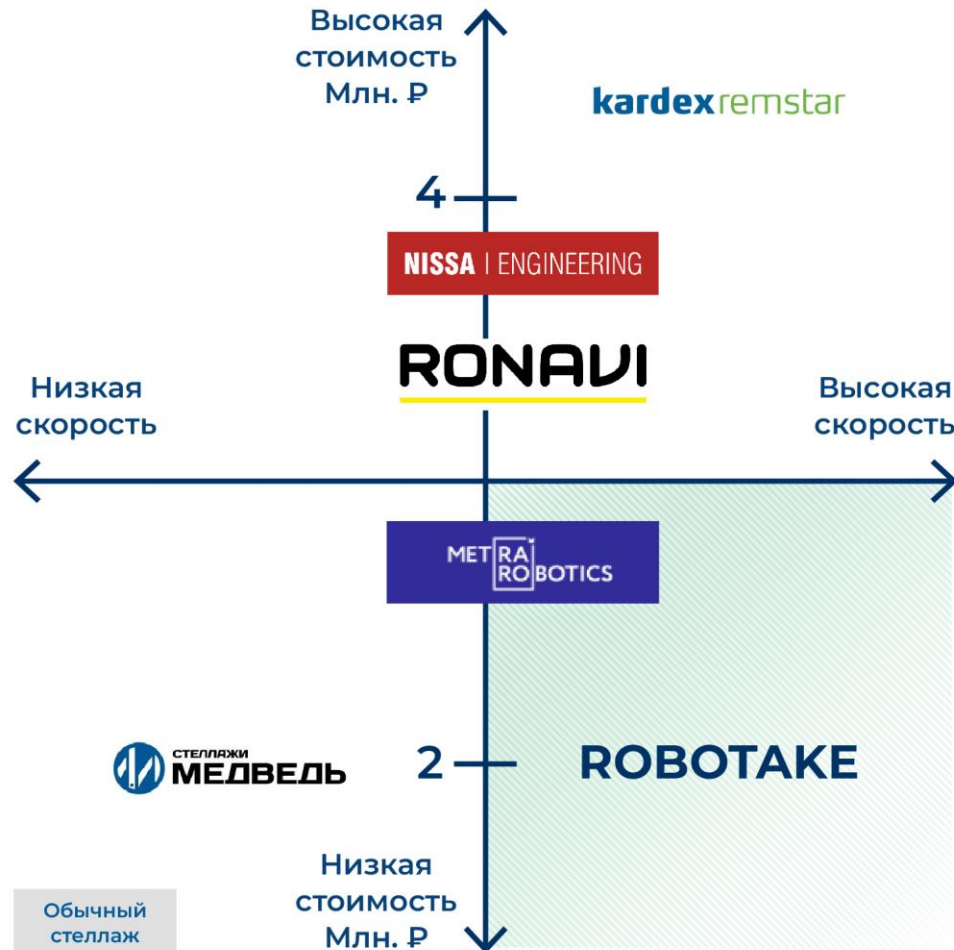 Высокая
стоимость
Млн. ₽
kardexremstar
4
NISSA | ENGINEERING
RONAVI
Низкая
скорость
Высокая
скорость
METRA
ROBOTICS
СТЕЛЛАЖИ
МЕДВЕДЬ
2
ROBOTAKE
Низкая
стоимость
Млн. ₽
Обычный
стеллаж